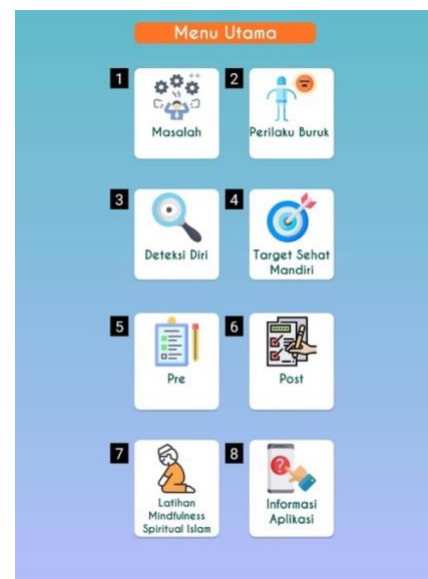 Menu Utama
1
Masalah
2
Perilaku Buruk
3
Deteksi Diri
4
Target Sehat
Mandiri
5
Pre
6
Post
7
Latihan
Mindfulness
Spiritual Islam
8
Informasi
Aplikasi